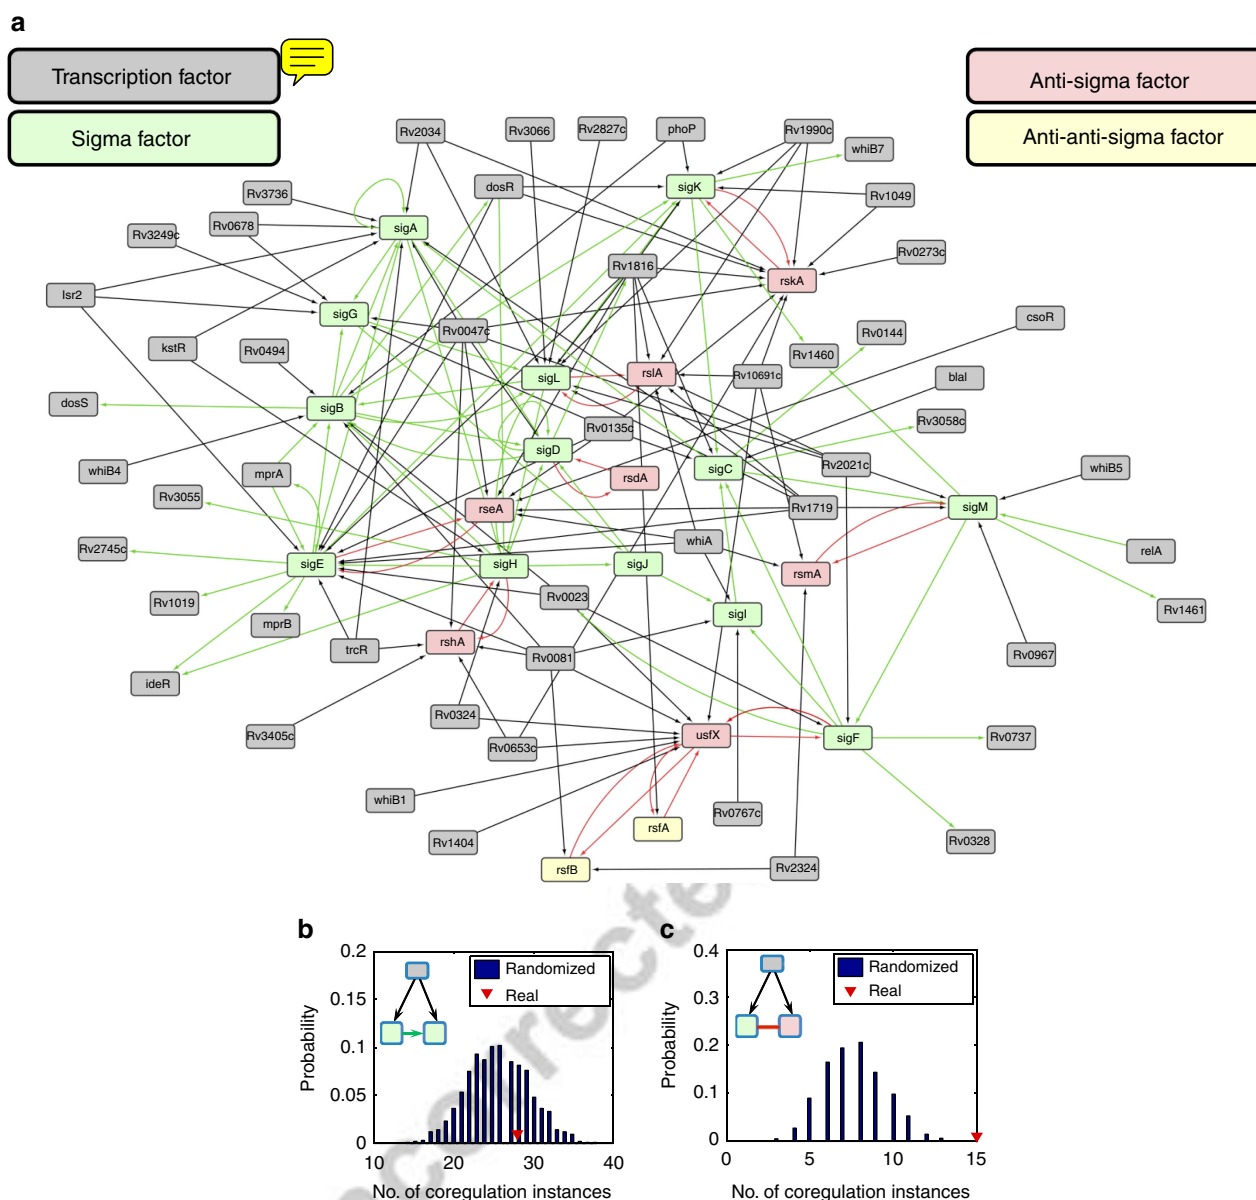 a
Transcription factor
Anti-sigma factor
Sigma factor
Anti-anti-sigma factor
Rv2034
Rv3066
Rv2827c
phoP
Rv1990c
whiB7
Rv3736
dosR
sigK
Rv1049
Rv0678
sigA
Rv3249c
Rv0273c
Rv1816
rskA
lsr2
sigG
Rv0047c
csoR
Rv0144
kstR
Rv0494
Rv1460
sigL
rslA
Rv10691c
blaI
dosS
sigB
Rv3058c
Rv0135c
sigD
whiB4
mprA
sigC
Rv2021c
whiB5
rsdA
Rv3055
rseA
Rv1719
sigM
Rv2745c
whiA
relA
sigE
sigH
sigJ
rsmA
Rv1019
Rv0023
mprB
sigI
Rv1461
trcR
rshA
Rv0081
Rv0967
ideR
Rv0324
Rv3405c
Rv0653c
usfX
sigF
Rv0737
whiB1
Rv0767c
rsfA
Rv1404
Rv0328
rsfB
Rv2324
b
c
0.2
0.15
0.1
0.05
0
Probability
Randomized
Real
10
20
30
40
No. of coregulation instances
0.4
0.3
0.2
0.1
0
Probability
Randomized
Real
0
5
10
15
No. of coregulation instances